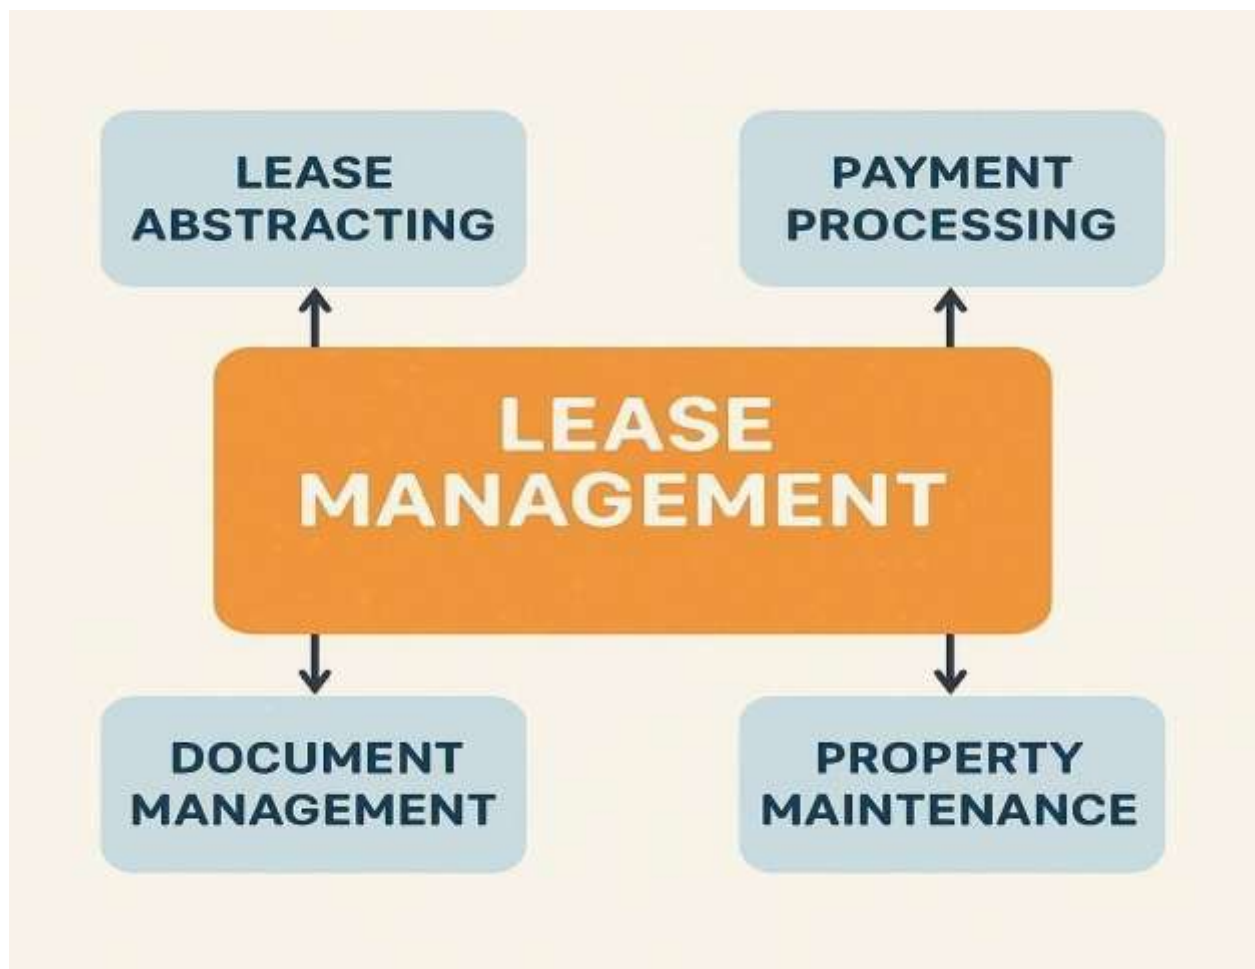 LEASE
ABSTRACTING
PAYMENT
PROCESSING
LEASE
MANAGEMENT
DOCUMENT
MANAGEMENT
PROPERTY
MAINTENANCE